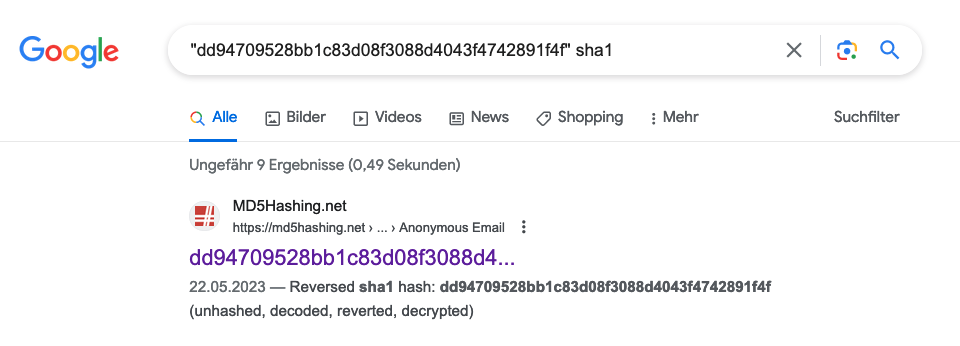 Google
"dd94709528bb1c83d08f3088d4043f4742891f4f" sha1
Alle Bilder Videos News Shopping Mehr Suchfilter
Ungefähr 9 Ergebnisse (0,49 Sekunden)
MD5Hashing.net
https://md5hashing.net › ... › Anonymous Email
dd94709528bb1c83d08f3088d4...
22.05.2023 — Reversed sha1 hash: dd94709528bb1c83d08f3088d4043f4742891f4f
(unhashed, decoded, reverted, decrypted)